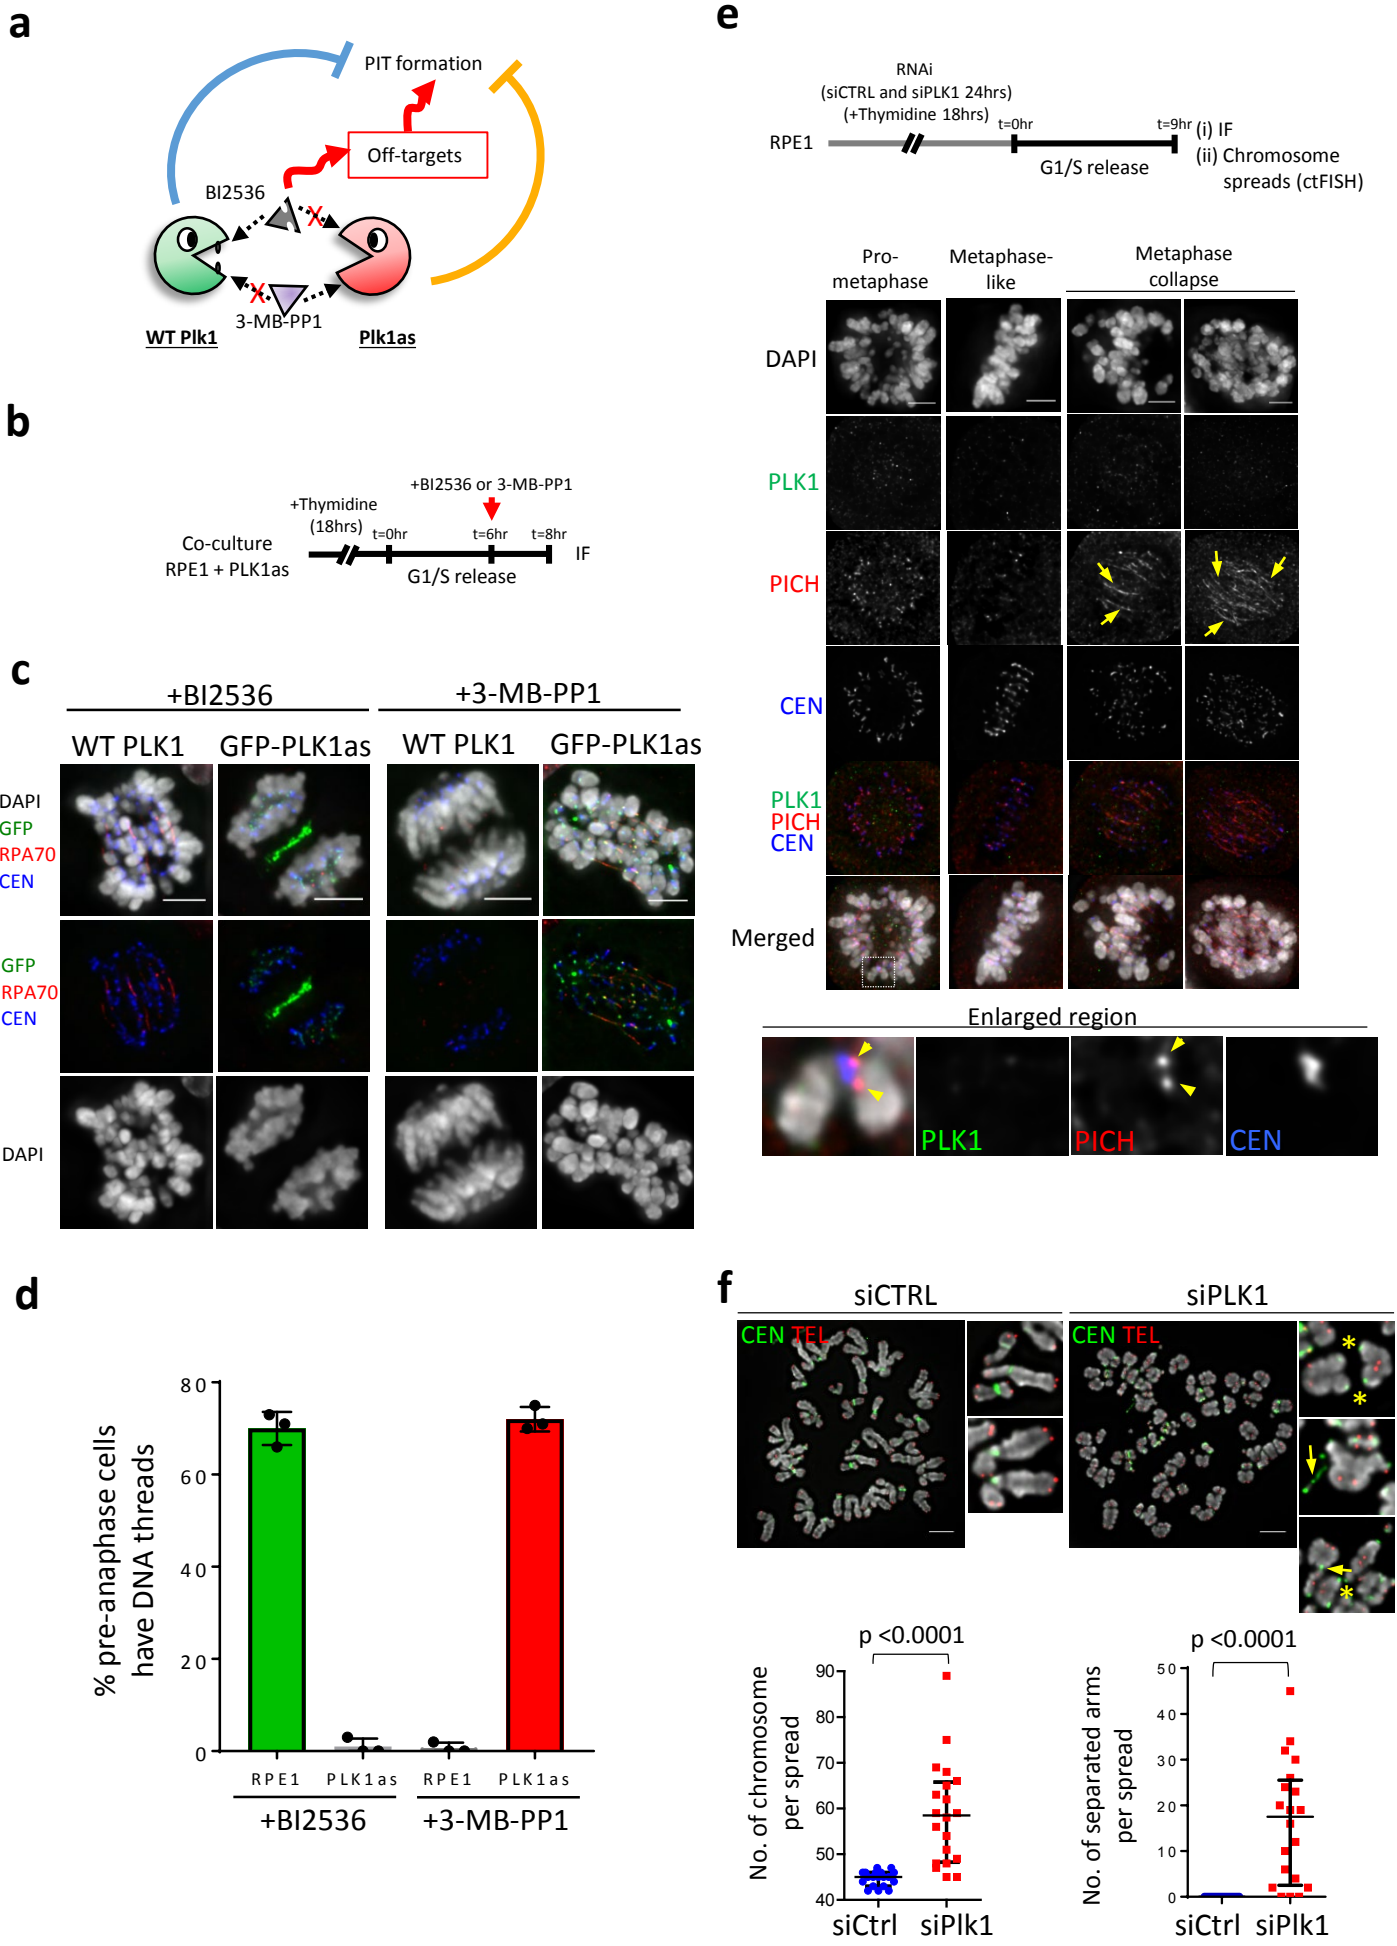 a
PIT formation
Off-targets
BI2536
X
X
3-MB-PP1
WT Plk1
Plk1as
b
+BI2536 or 3-MB-PP1
+Thymidine
(18hrs)
t=0hr
t=6hr
t=8hr
Co-culture
RPE1 + PLK1as
IF
G1/S release
c
+BI2536
+3-MB-PP1
WT PLK1
GFP-PLK1as
WT PLK1
GFP-PLK1as
DAPI
GFP
RPA70
CEN
GFP
RPA70
CEN
DAPI
d
% pre-anaphase cells
have DNA threads
80
60
40
20
0
RPE1
PLK1as
RPE1
PLK1as
+BI2536
+3-MB-PP1
e
RNAi
(siCTRL and siPLK1 24hrs)
(+Thymidine 18hrs)
t=0hr
t=9hr
RPE1
G1/S release
(i) IF
(ii) Chromosome
spreads (ctFISH)
Pro-
metaphase
Metaphase-
like
Metaphase
collapse
DAPI
PLK1
PICH
CEN
PLK1
PICH
CEN
Merged
Enlarged region
PLK1
PICH
CEN
f
siCTRL
siPLK1
CEN TEL
CEN TEL
*
*
*
p <0.0001
No. of chromosome
per spread
90
80
70
60
50
40
siCtrl
siPlk1
p <0.0001
No. of separated arms
per spread
50
40
30
20
10
0
siCtrl
siPlk1